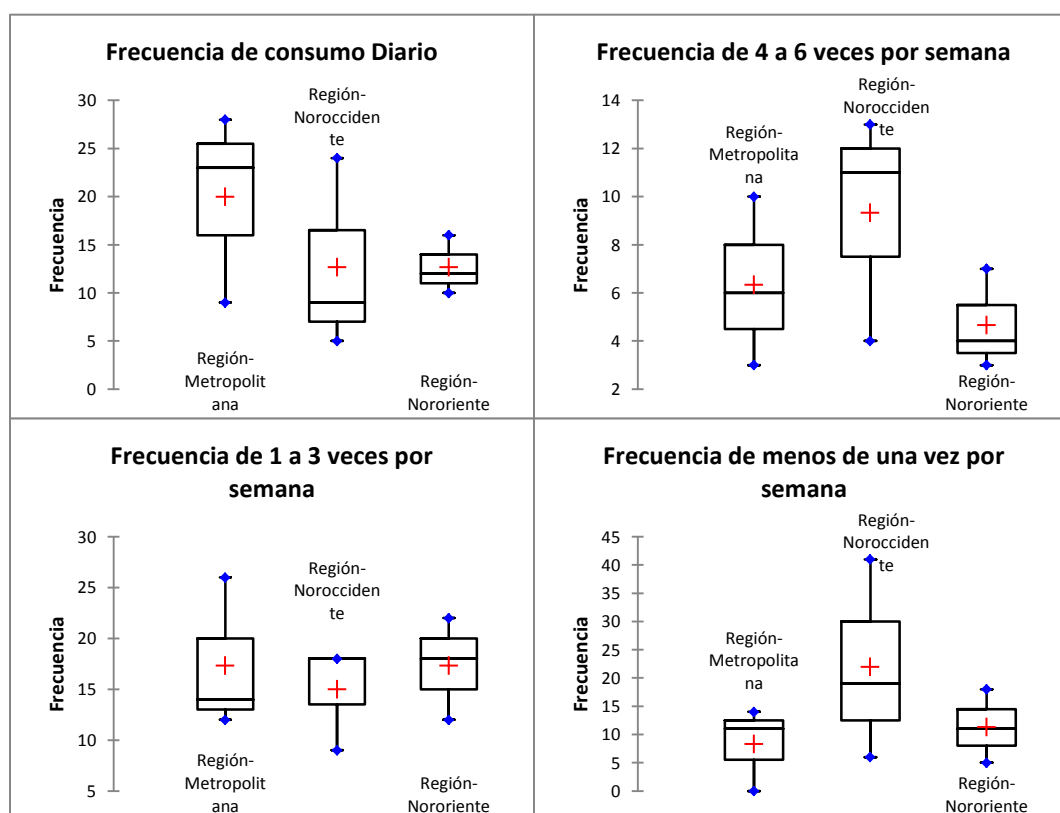 Frecuencia de consumo Diario
Frecuencia
30
25
20
15
10
5
0
Región-
Metropolit
ana
Región-
Norocciden
te
Región-
Nororiente
Frecuencia de 4 a 6 veces por semana
Frecuencia
14
12
10
8
6
4
2
Región-
Metropolita
na
Región-
Norocciden
te
Región-
Nororiente
Frecuencia de 1 a 3 veces por
semana
Frecuencia
30
25
20
15
10
5
Región-
Metropolit
ana
Región-
Norocciden
te
Región-
Nororiente
Frecuencia de menos de una vez por
semana
Frecuencia
45
40
35
30
25
20
15
10
5
0
Región-
Metropolita
na
Región-
Norocciden
te
Región-
Nororiente